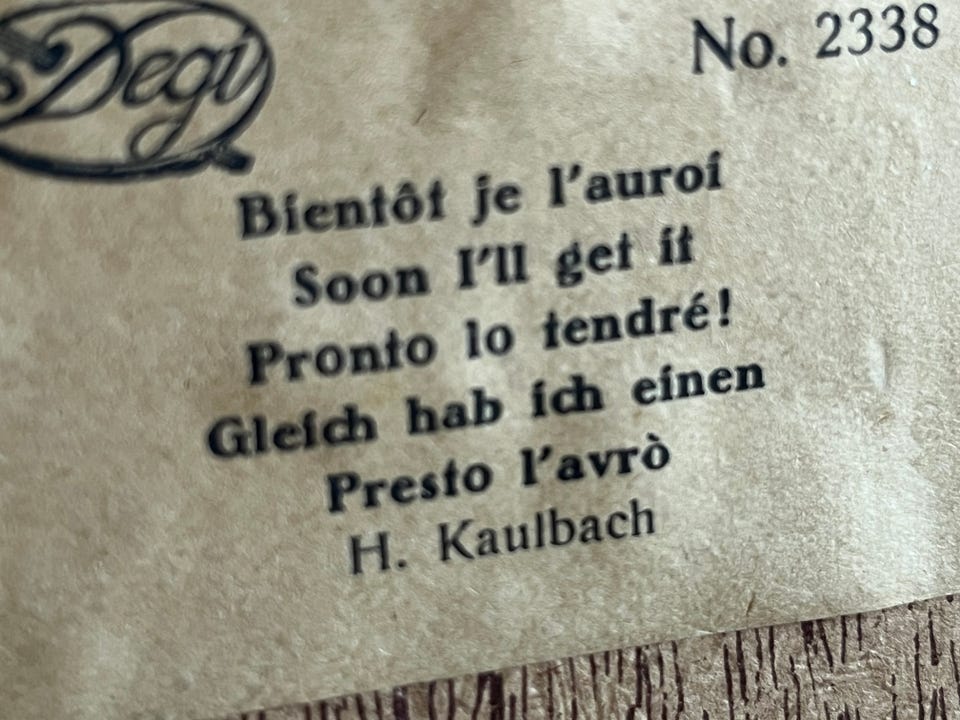 Degi
No. 2338
Bientôt je l'auroi
Soon I'll get it
Pronto lo tendré!
Gleich hab ich einen
Presto l'avrò
H. Kaulbach